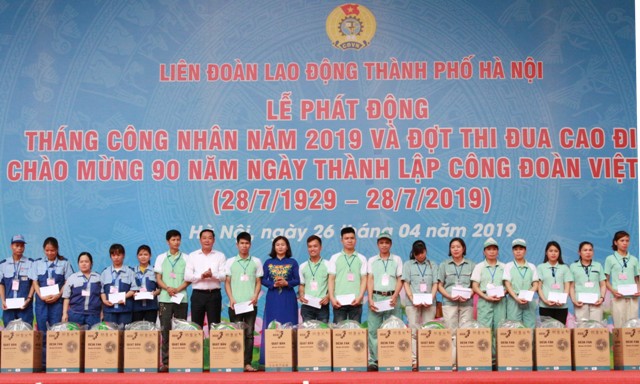 LIÊN ĐOÀN LAO ĐỘNG THÀNH PHỐ HÀ NỘI
LỄ PHÁT ĐỘNG
THÁNG CÔNG NHÂN NĂM 2019 VÀ ĐỢT THI ĐUA CAO ĐI
CHÀO MỪNG 90 NĂM NGÀY THÀNH LẬP CÔNG ĐOÀN VIỆT
(28/7/1929 – 28/7/2019)
Hà Nội, ngày 26 tháng 04 năm 2019